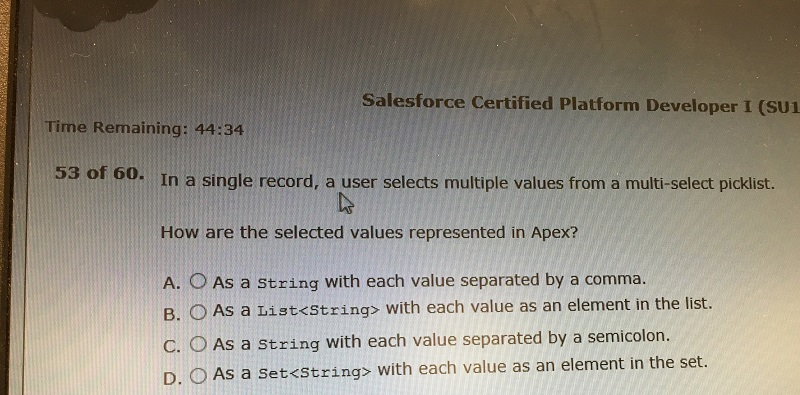 Salesforce Certified Platform Developer I (SU1
Time Remaining: 44:34
53 of 60. In a single record, a user selects multiple values from a multi-select picklist.
How are the selected values represented in Apex?
A. As a String with each value separated by a comma.
B. As a List<String> with each value as an element in the list.
C. As a String with each value separated by a semicolon.
D. As a Set<String> with each value as an element in the set.